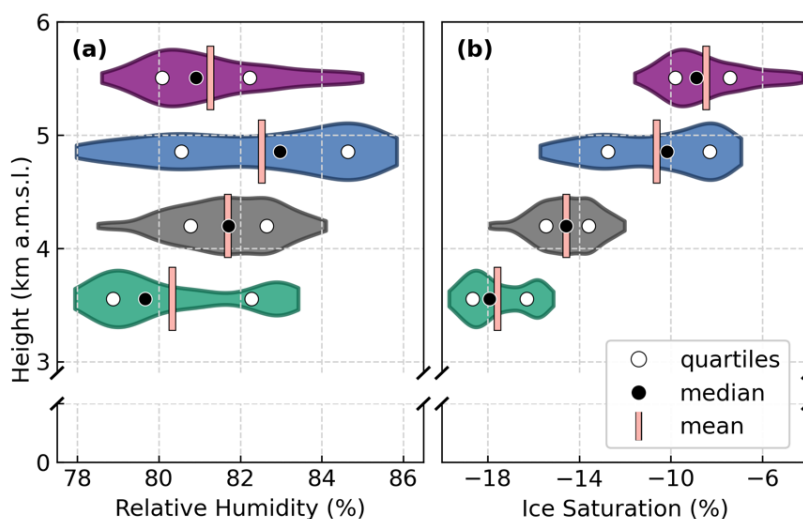 (a)
(b)
6
5
4
3
0
Height (km a.m.s.l.)
78 80 82 84 86
Relative Humidity (%)
−18 −14 −10 −6
Ice Saturation (%)
quartiles
median
mean